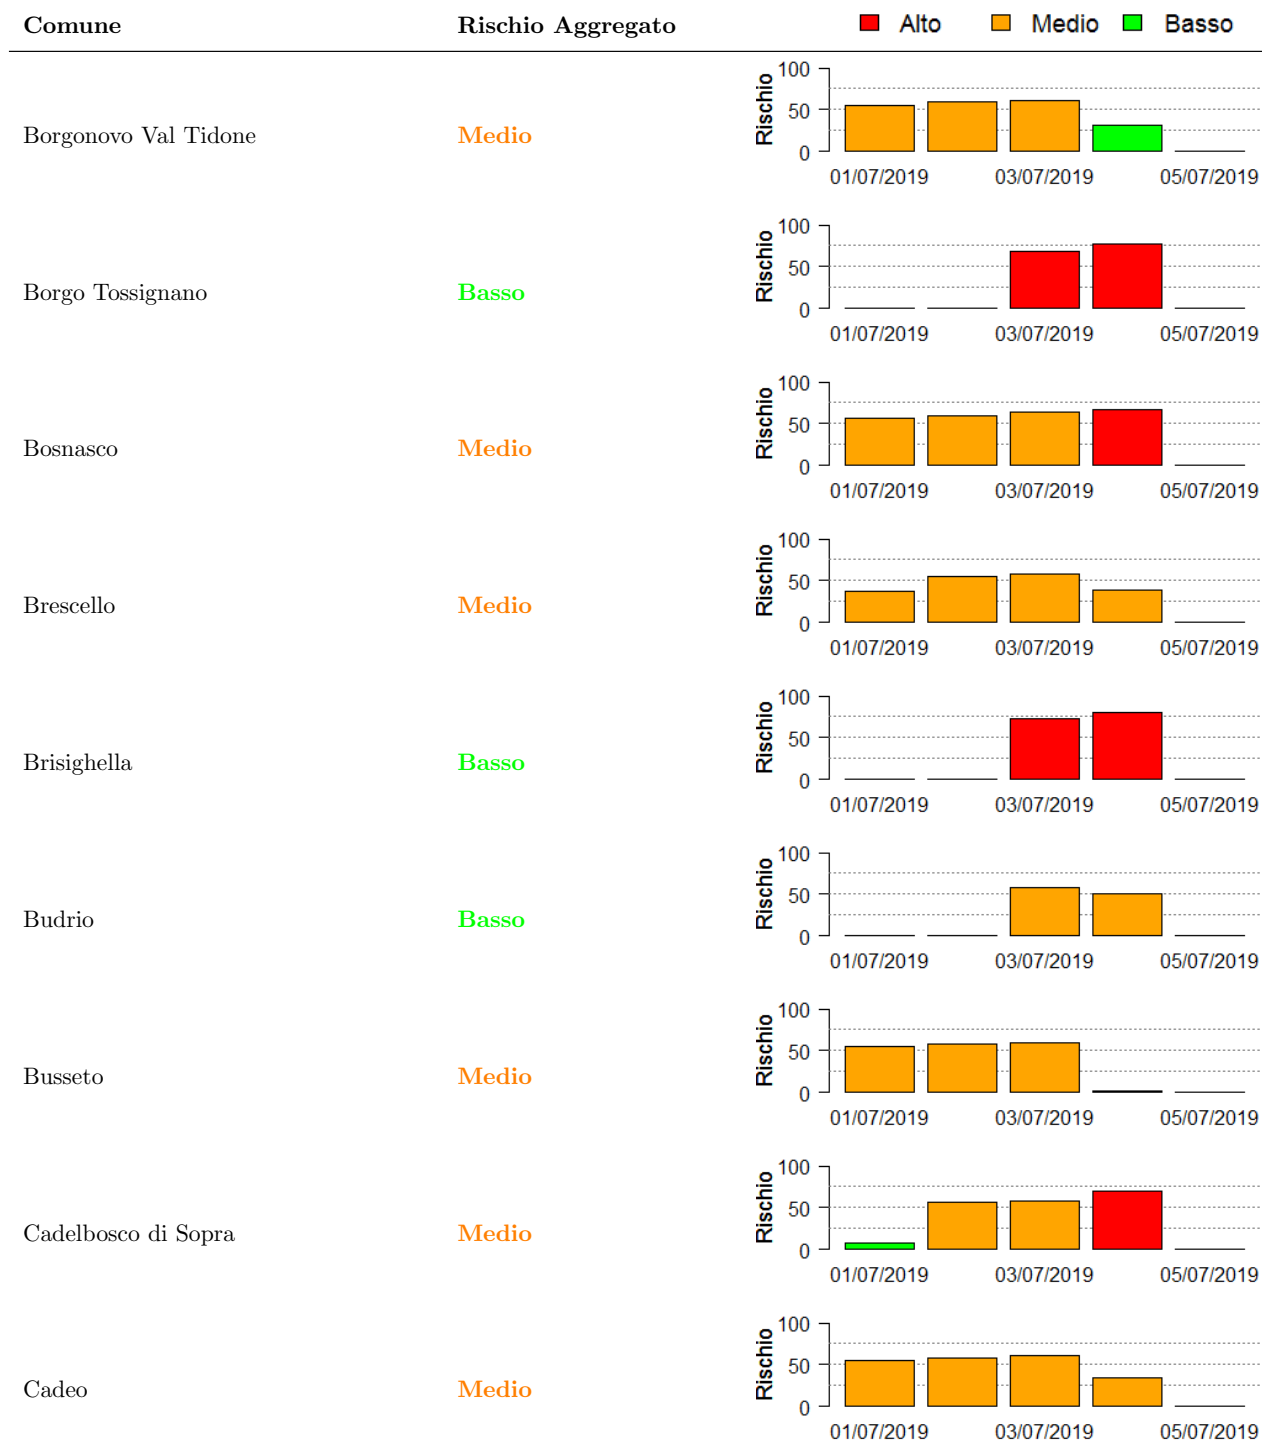 Comune Rischio Aggregato Alto Medio Basso
Borgonovo Val Tidone Medio Rischio 100 50 0
01/07/2019 03/07/2019 05/07/2019
Borgo Tossignano Basso Rischio 100 50 0
01/07/2019 03/07/2019 05/07/2019
Bosnasco Medio Rischio 100 50 0
01/07/2019 03/07/2019 05/07/2019
Brescello Medio Rischio 100 50 0
01/07/2019 03/07/2019 05/07/2019
Brisighella Basso Rischio 100 50 0
01/07/2019 03/07/2019 05/07/2019
Budrio Basso Rischio 100 50 0
01/07/2019 03/07/2019 05/07/2019
Busseto Medio Rischio 100 50 0
01/07/2019 03/07/2019 05/07/2019
Cadelbosco di Sopra Medio Rischio 100 50 0
01/07/2019 03/07/2019 05/07/2019
Cadeo Medio Rischio 100 50 0
01/07/2019 03/07/2019 05/07/2019